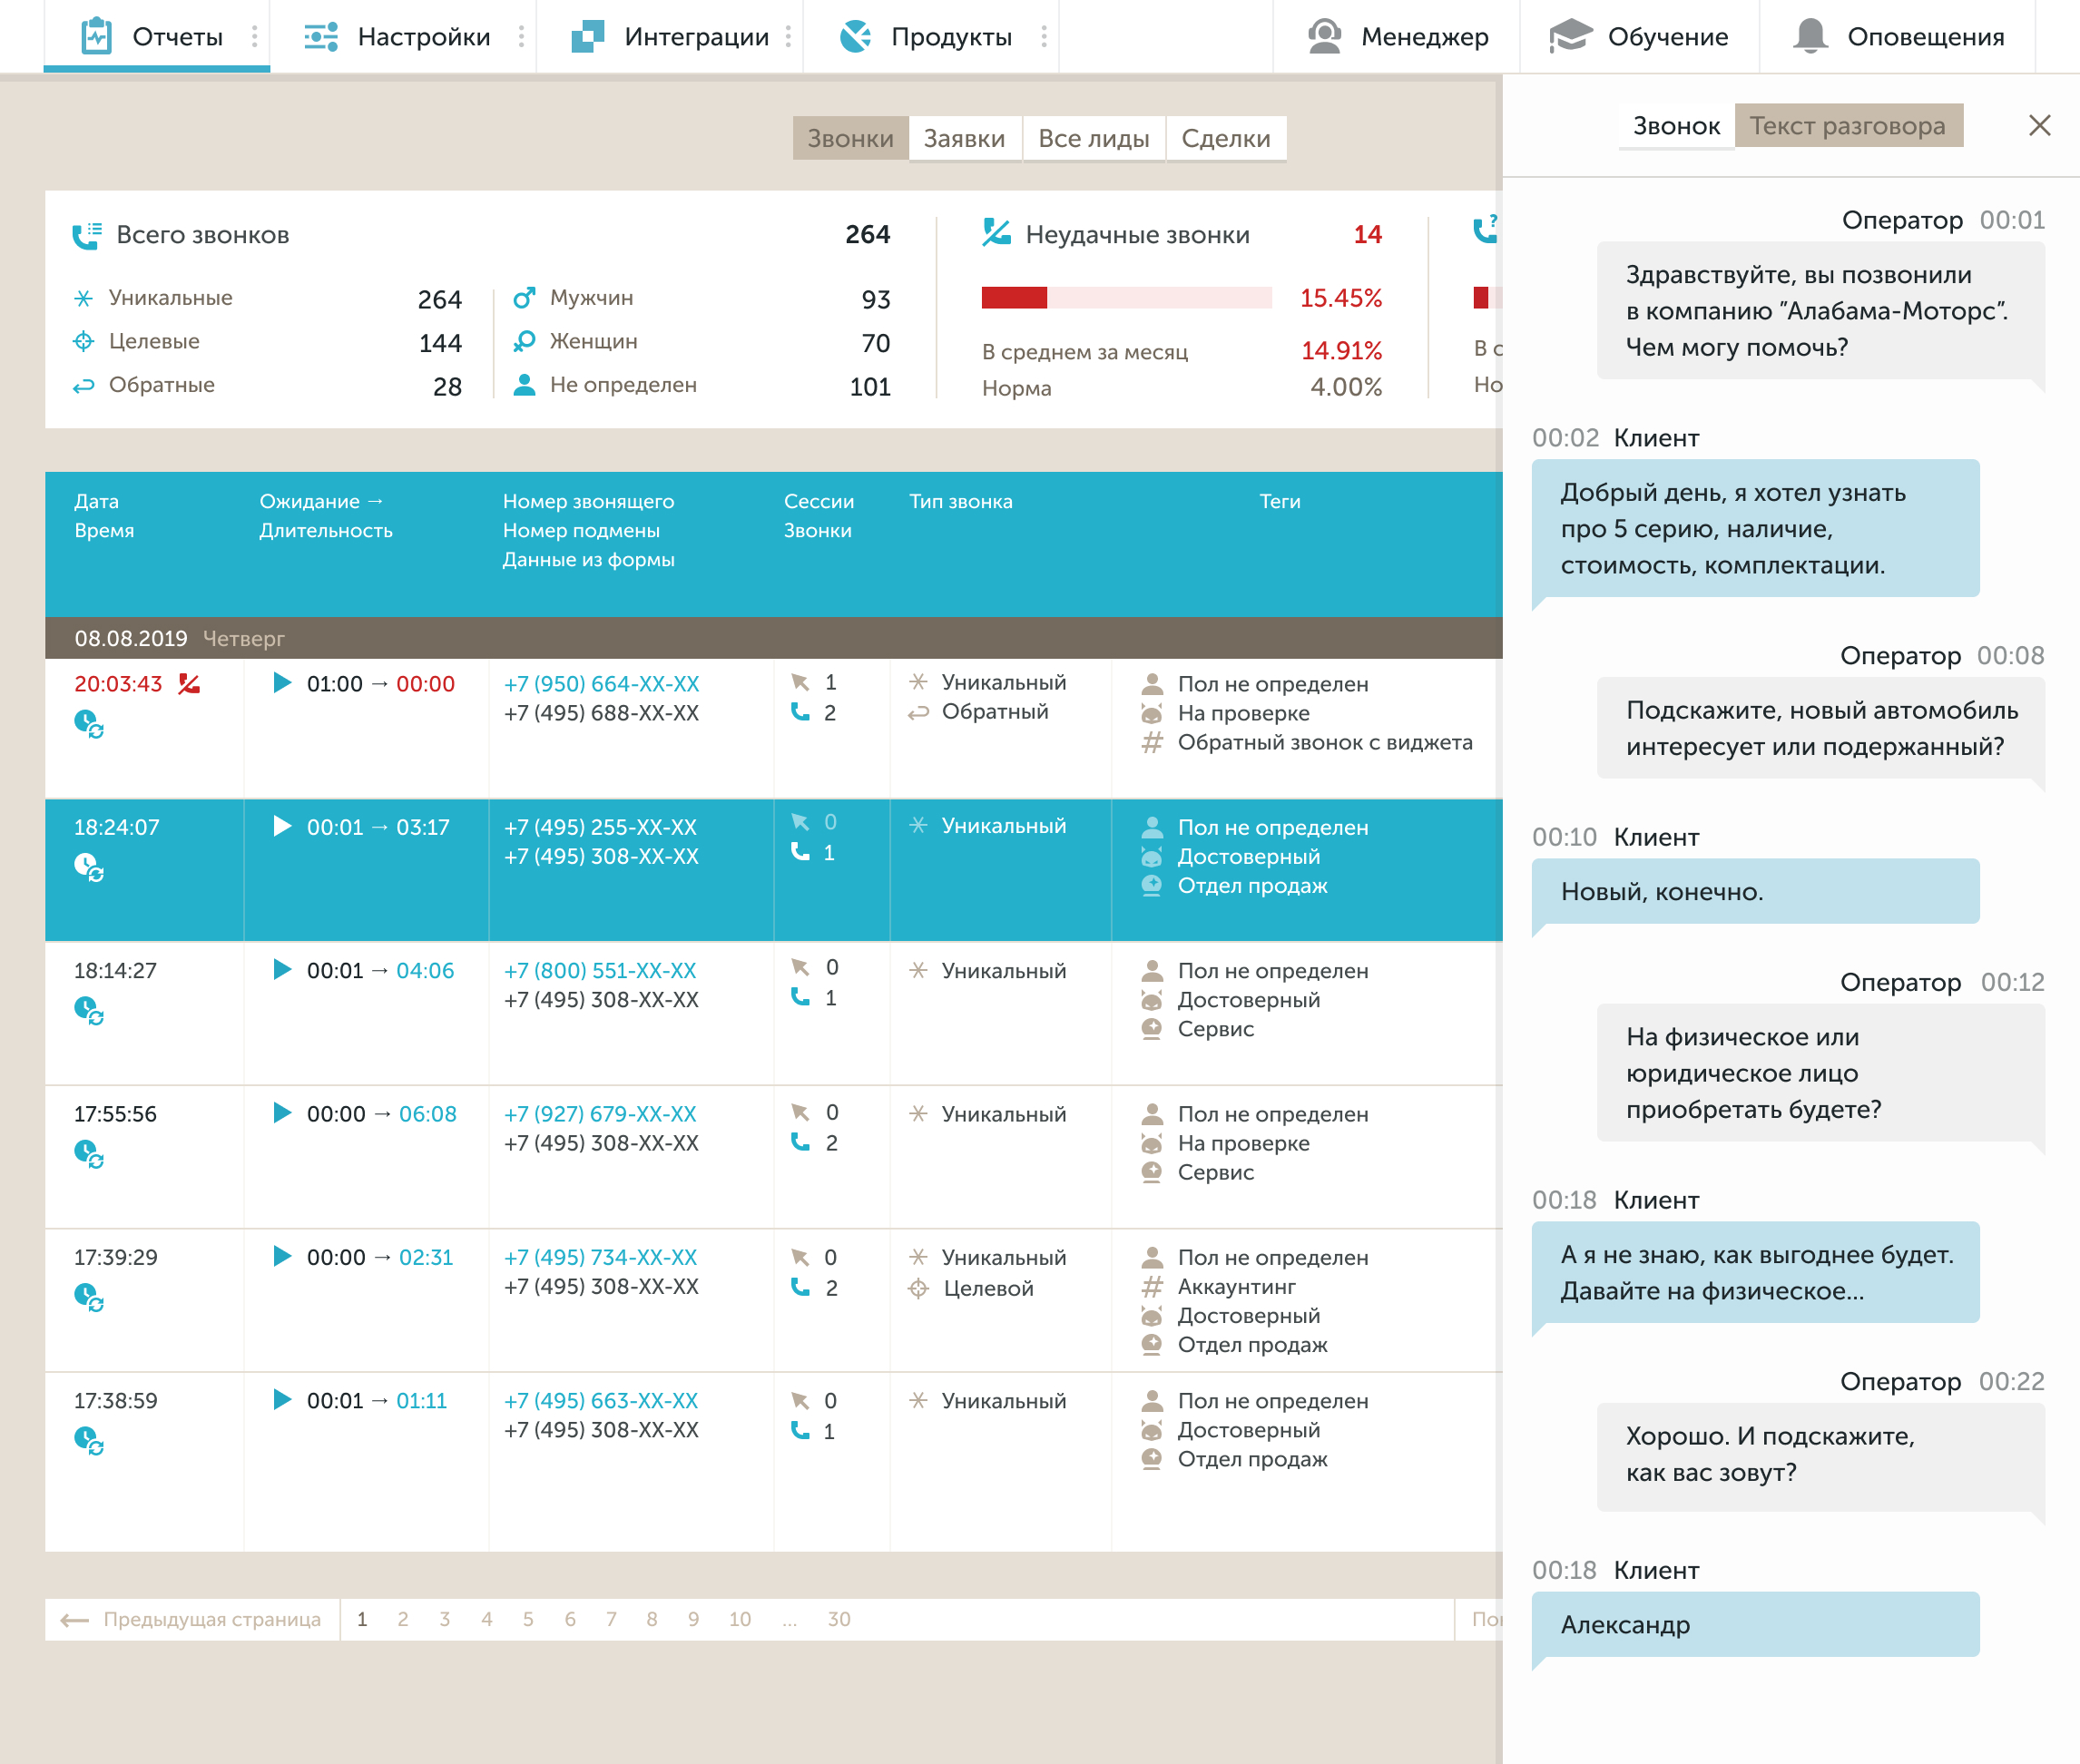 Отчеты
Настройки
Интеграции
Продукты
Менеджер
Обучение
Оповещения
Звонки
Заявки
Все лиды
Сделки
Всего звонков 264
Уникальные 264
Целевые 144
Обратные 28
Мужчин 93
Женщин 70
Не определен 101
Неудачные звонки 14
15.45%
В среднем за месяц 14.91%
Норма 4.00%
Дата
Время
Ожидание →
Длительность
Номер звонящего
Номер подмены
Данные из формы
Сессии
Звонки
Тип звонка
Теги
08.08.2019 Четверг
20:03:43
01:00 → 00:00
+7 (950) 664-XX-XX
+7 (495) 688-XX-XX
1
2
Уникальный
Обратный
Пол не определен
На проверке
# Обратный звонок с виджета
18:24:07
00:01 → 03:17
+7 (495) 255-XX-XX
+7 (495) 308-XX-XX
0
1
Уникальный
Пол не определен
Достоверный
Отдел продаж
18:14:27
00:01 → 04:06
+7 (800) 551-XX-XX
+7 (495) 308-XX-XX
0
1
Уникальный
Пол не определен
Достоверный
Сервис
17:55:56
00:00 → 06:08
+7 (927) 679-XX-XX
+7 (495) 308-XX-XX
0
2
Уникальный
Пол не определен
На проверке
Сервис
17:39:29
00:00 → 02:31
+7 (495) 734-XX-XX
+7 (495) 308-XX-XX
0
2
Уникальный
Целевой
Пол не определен
# Аккаунтинг
Достоверный
Отдел продаж
17:38:59
00:01 → 01:11
+7 (495) 663-XX-XX
+7 (495) 308-XX-XX
0
1
Уникальный
Пол не определен
Достоверный
Отдел продаж
← Предыдущая страница 1 2 3 4 5 6 7 8 9 10 ... 30
Звонок
Текст разговора
Оператор 00:01
Здравствуйте, вы позвонили
в компанию ”Алабама-Моторс”.
Чем могу помочь?
00:02 Клиент
Добрый день, я хотел узнать
про 5 серию, наличие,
стоимость, комплектации.
Оператор 00:08
Подскажите, новый автомобиль
интересует или подержанный?
00:10 Клиент
Новый, конечно.
Оператор 00:12
На физическое или
юридическое лицо
приобретать будете?
00:18 Клиент
А я не знаю, как выгоднее будет.
Давайте на физическое...
Оператор 00:22
Хорошо. И подскажите,
как вас зовут?
00:18 Клиент
Александр